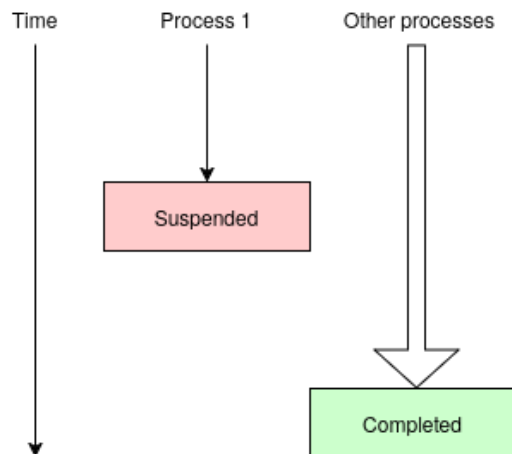 Time
Process 1
Other processes
Suspended
Completed